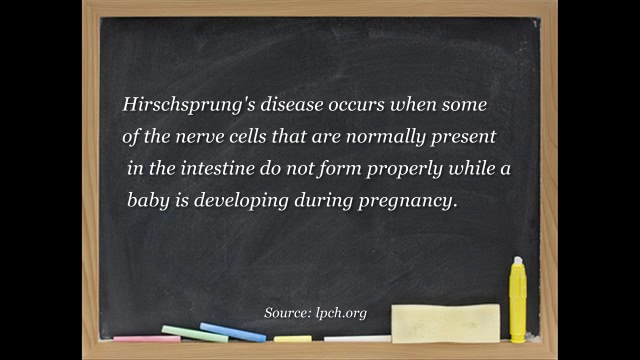 Hirschsprung's disease occurs when some
of the nerve cells that are normally present
in the intestine do not form properly while a
baby is developing during pregnancy.
Source: lpch.org